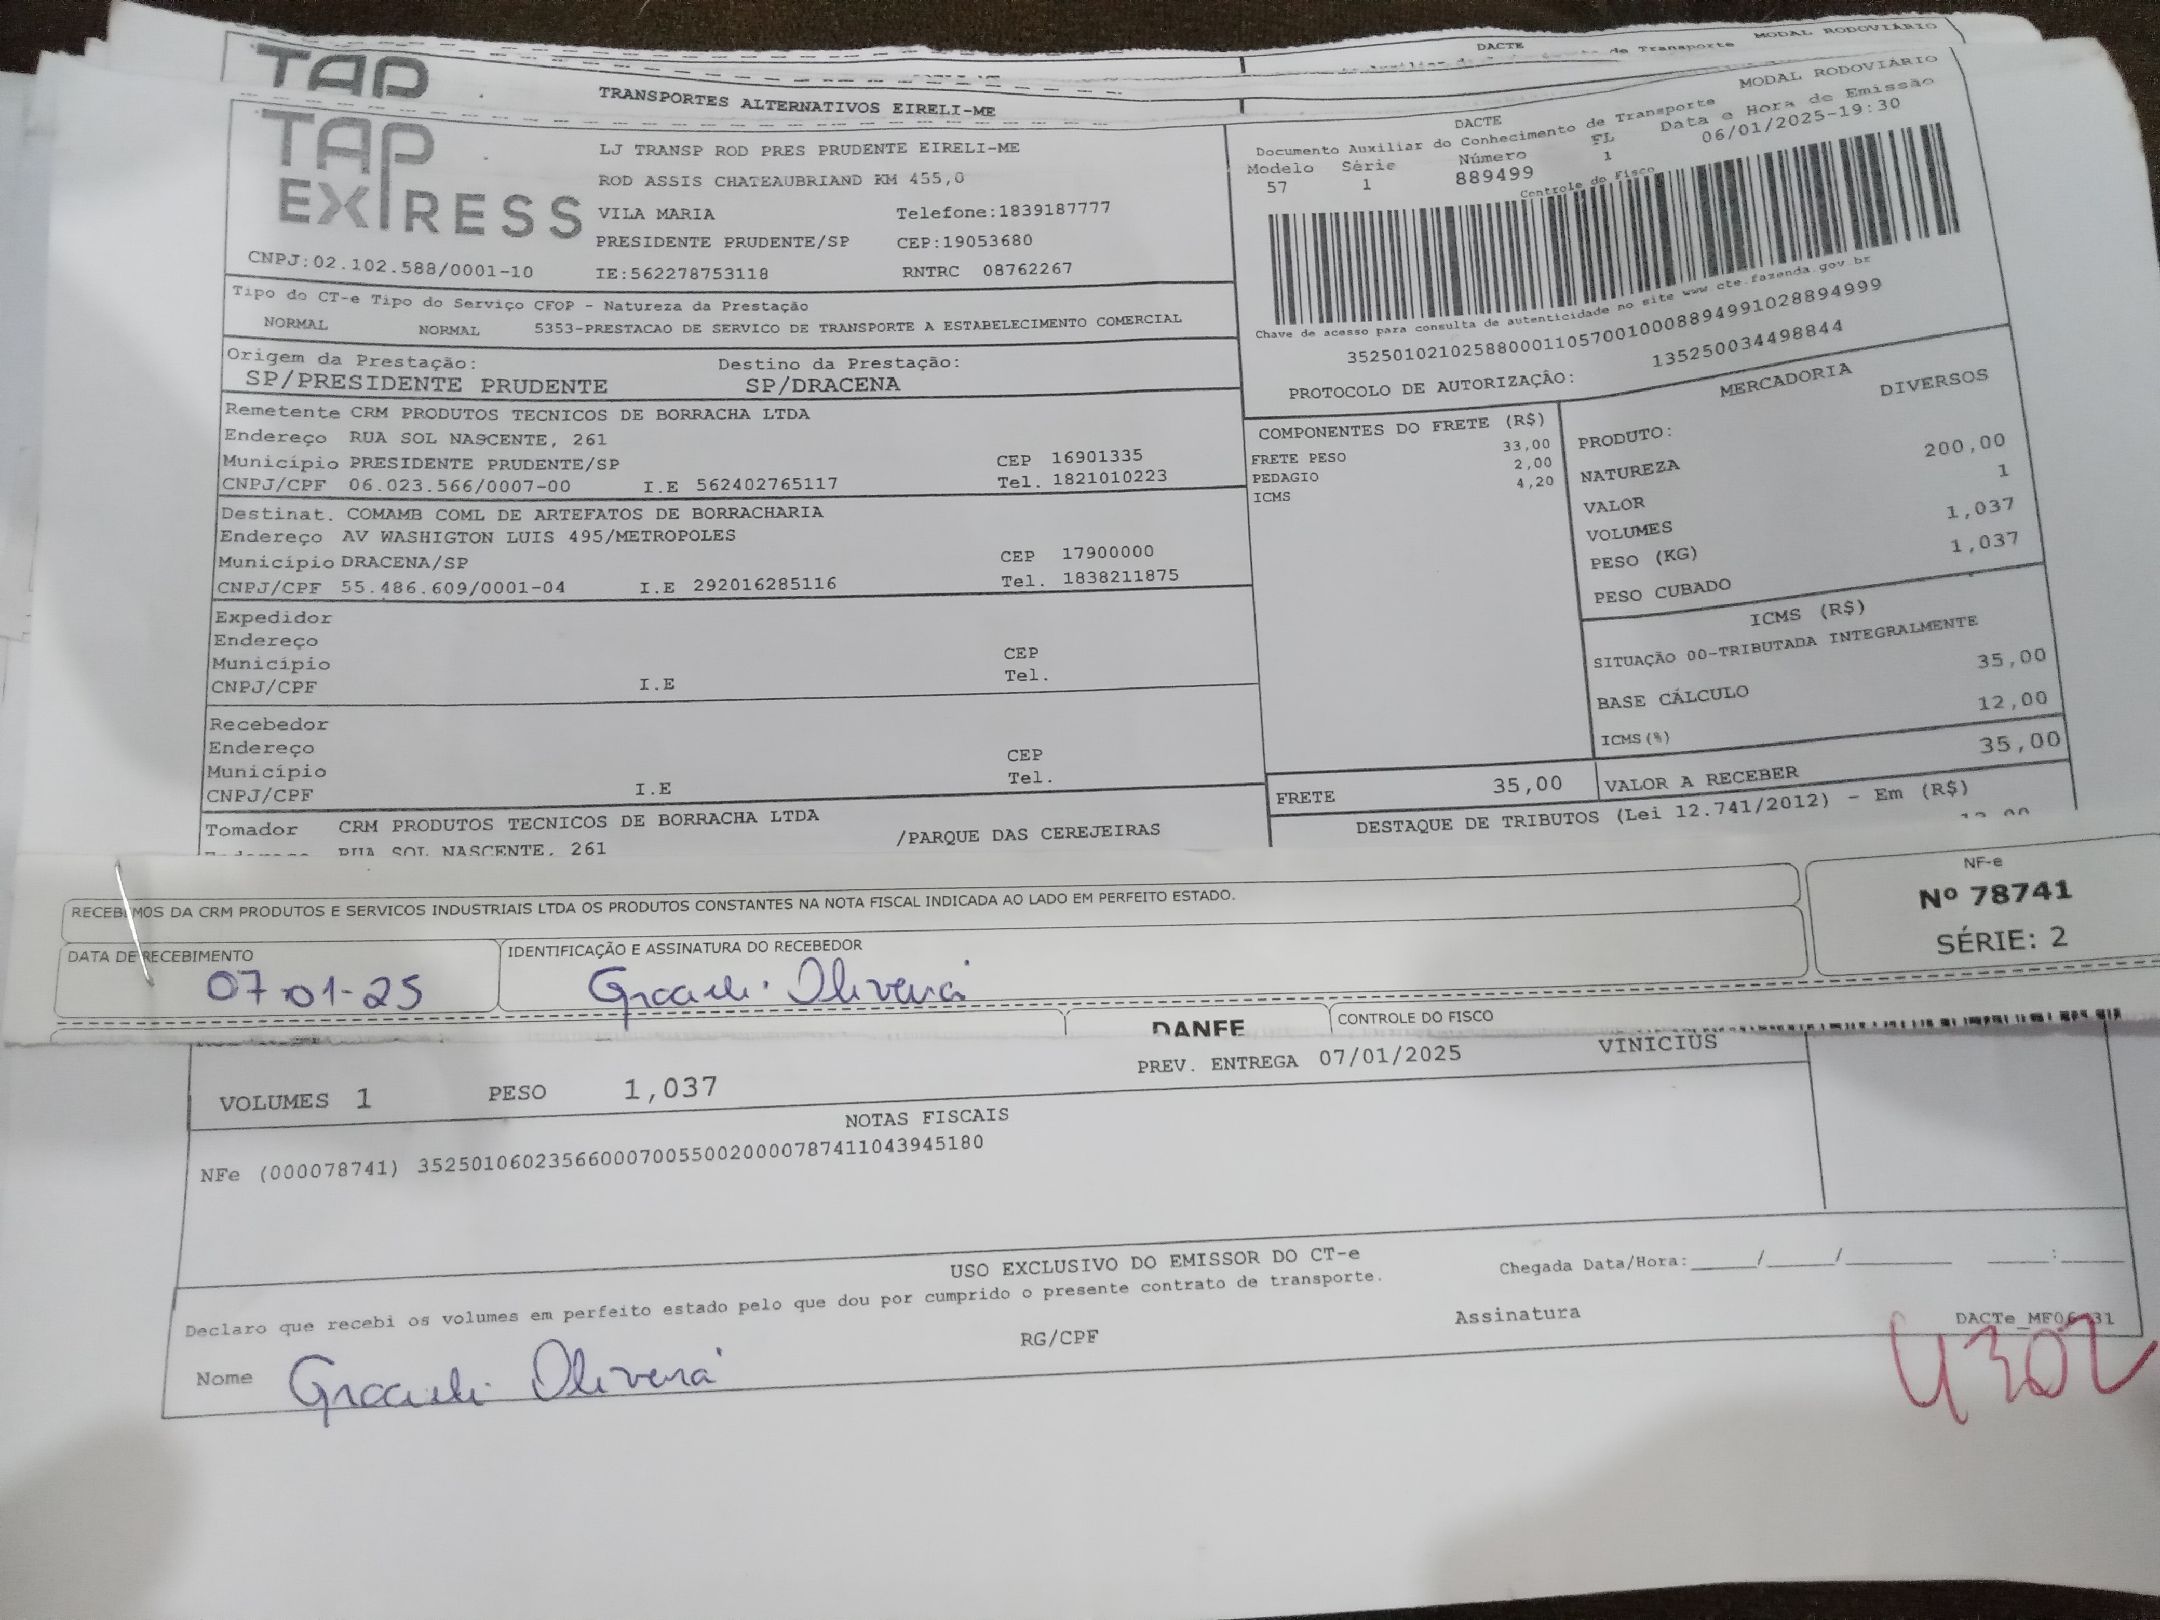 DACTE
de Transporte MODAL RODOVIÁRIO
TAP
TRANSPORTES ALTERNATIVOS EIRELI-ME
TAP EXPRESS
CNPJ:02.102.588/0001-10
LJ TRANSP ROD PRES PRUDENTE EIRELI-ME
ROD ASSIS CHATEAUBRIAND KM 455,0
VILA MARIA Telefone:1839187777
PRESIDENTE PRUDENTE/SP CEP:19053680
IE:562278753118 RNTRC 08762267
DACTE MODAL RODOVIÁRIO
Documento Auxiliar do Conhecimento de Transporte
Modelo Série Número FL Data e Hora de Emissão
57 1 889499 1 06/01/2025-19:30
Controle do Fisco
Chave de acesso para consulta de autenticidade no site www cte.fazenda.gov.br
35250102102588000110570010008894991028894999
PROTOCOLO DE AUTORIZAÇÃO: 135250034498844
Tipo do CT-e Tipo do Serviço CFOP - Natureza da Prestação
NORMAL NORMAL 5353-PRESTACAO DE SERVICO DE TRANSPORTE A ESTABELECIMENTO COMERCIAL
Origem da Prestação: Destino da Prestação:
SP/PRESIDENTE PRUDENTE SP/DRACENA
Remetente CRM PRODUTOS TECNICOS DE BORRACHA LTDA
Endereço RUA SOL NASCENTE, 261
Município PRESIDENTE PRUDENTE/SP CEP 16901335
CNPJ/CPF 06.023.566/0007-00 I.E 562402765117 Tel. 1821010223
Destinat. COMAMB COML DE ARTEFATOS DE BORRACHARIA
Endereço AV WASHIGTON LUIS 495/METROPOLES
Município DRACENA/SP CEP 17900000
CNPJ/CPF 55.486.609/0001-04 I.E 292016285116 Tel. 1838211875
Expedidor
Endereço
Município CEP
CNPJ/CPF I.E Tel.
Recebedor
Endereço
Município CEP
CNPJ/CPF I.E Tel.
Tomador CRM PRODUTOS TECNICOS DE BORRACHA LTDA
RUA SOL NASCENTE, 261 /PARQUE DAS CEREJEIRAS
COMPONENTES DO FRETE (R$)
FRETE PESO 33,00
PEDAGIO 2,00
ICMS 4,20
FRETE 35,00
MERCADORIA
PRODUTO: DIVERSOS
NATUREZA
VALOR 200,00
VOLUMES 1
PESO (KG) 1,037
PESO CUBADO 1,037
ICMS (R$)
SITUAÇÃO 00-TRIBUTADA INTEGRALMENTE
BASE CÁLCULO 35,00
ICMS(%) 12,00
VALOR A RECEBER 35,00
DESTAQUE DE TRIBUTOS (Lei 12.741/2012) - Em (R$)
RECEBEMOS DA CRM PRODUTOS E SERVICOS INDUSTRIAIS LTDA OS PRODUTOS CONSTANTES NA NOTA FISCAL INDICADA AO LADO EM PERFEITO ESTADO.
DATA DE RECEBIMENTO
07-01-25
IDENTIFICAÇÃO E ASSINATURA DO RECEBEDOR
Gracieli Oliveira
NF-e
Nº 78741
SÉRIE: 2
DANFE CONTROLE DO FISCO
VOLUMES 1 PESO 1,037 PREV. ENTREGA 07/01/2025 VINICIUS
NOTAS FISCAIS
NFe (000078741) 35250106023566000700550020000787411043945180
USO EXCLUSIVO DO EMISSOR DO CT-e
Declaro que recebi os volumes em perfeito estado pelo que dou por cumprido o presente contrato de transporte.
Chegada Data/Hora:_____/_____/________ _____:_____
Nome Gracieli Oliveira RG/CPF Assinatura
4302